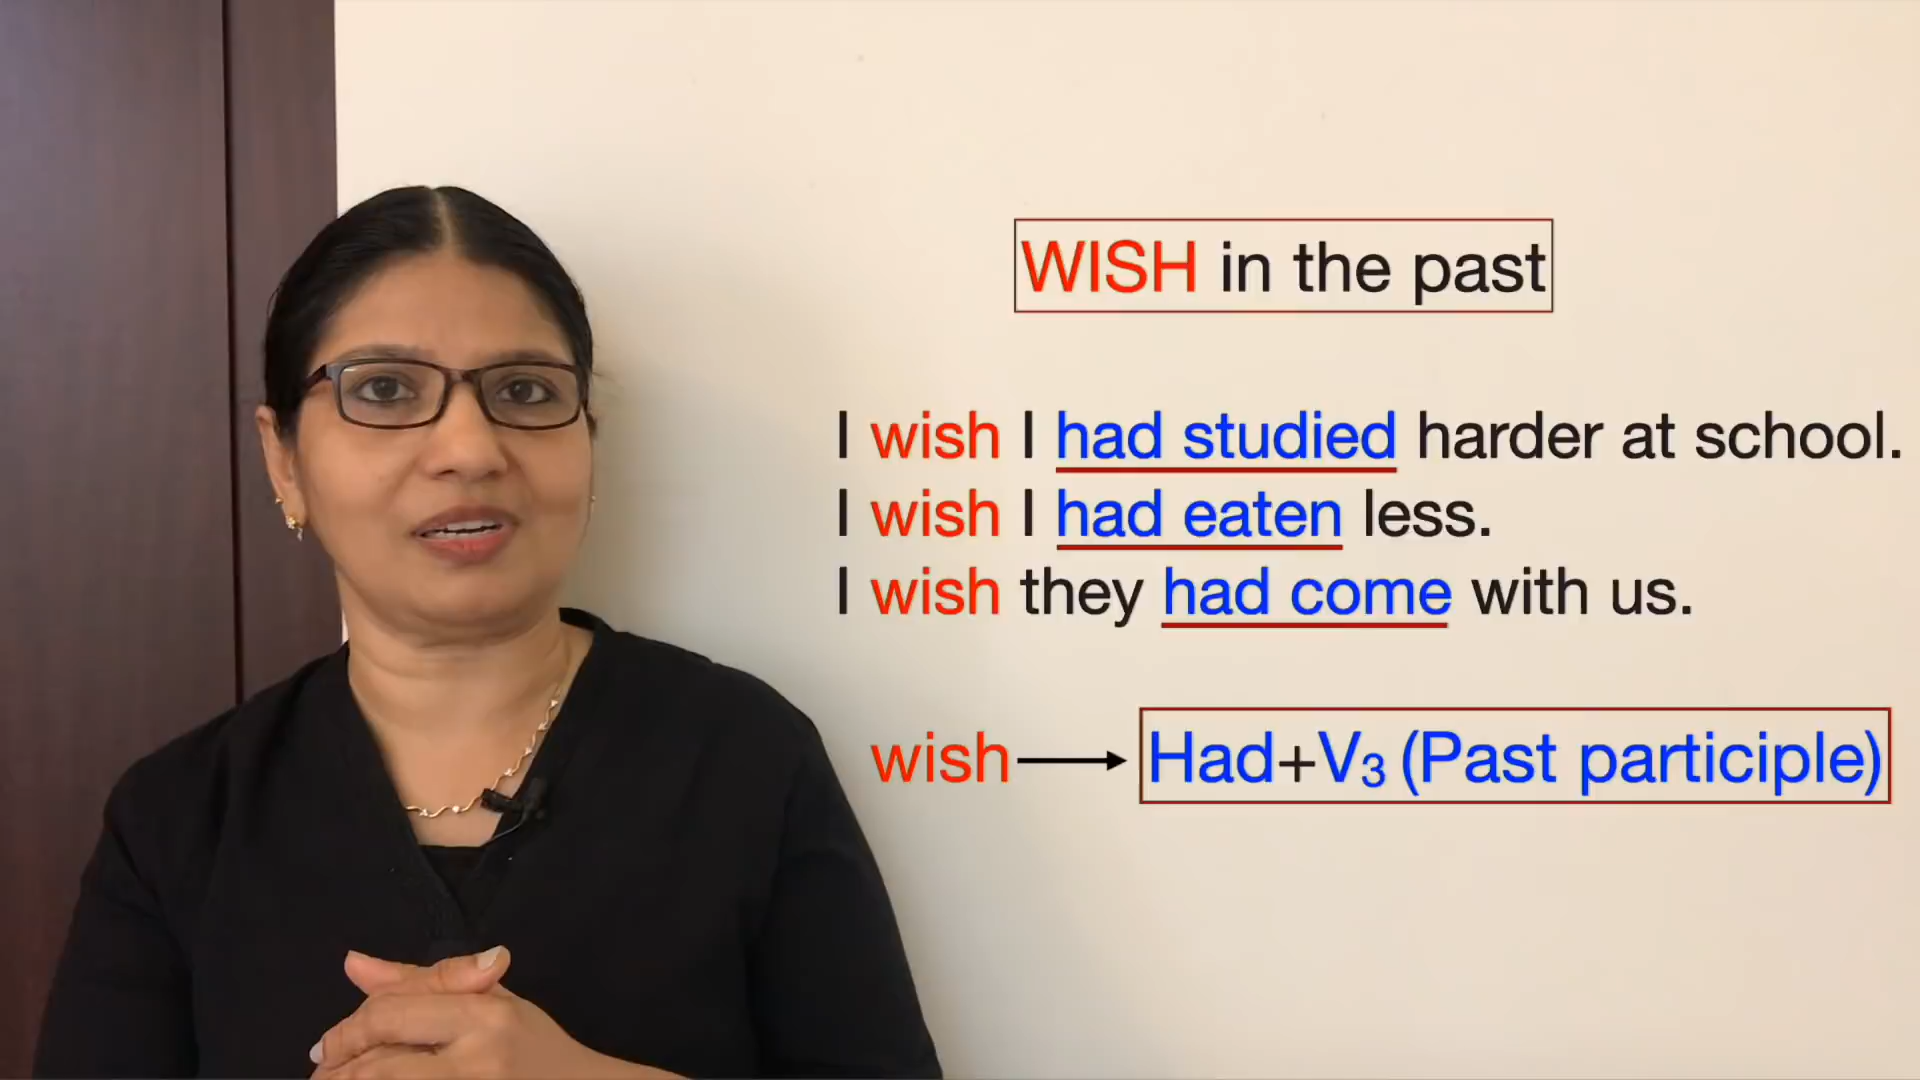 WISH in the past
I wish I had studied harder at school.
I wish I had eaten less.
I wish they had come with us.
wish → Had+V₃ (Past participle)